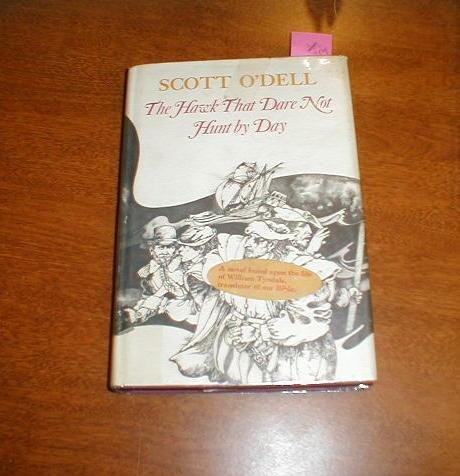 SCOTT O'DELL
The Hawk That Dare Not
Hunt by Day
A novel based upon the life
of William Tyndale,
translator of our Bible.